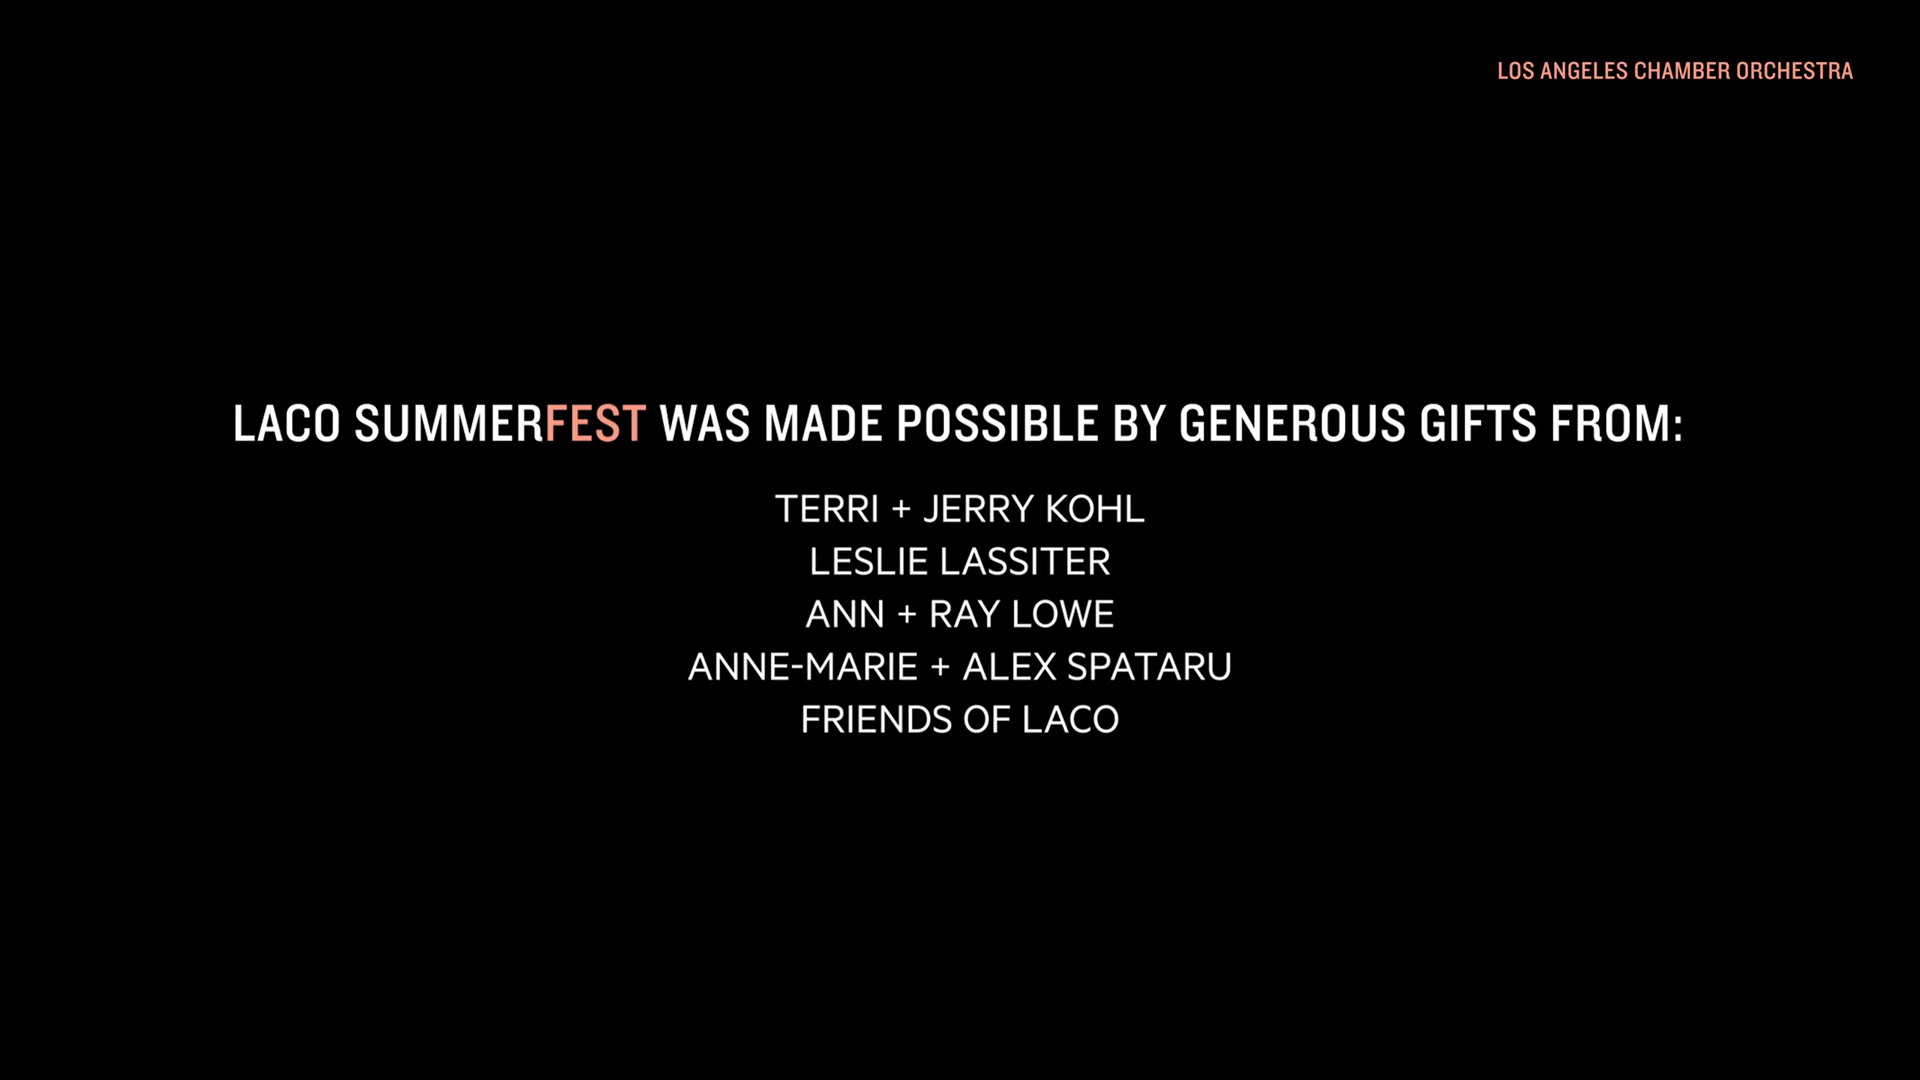 LOS ANGELES CHAMBER ORCHESTRA
LACO SUMMERFEST WAS MADE POSSIBLE BY GENEROUS GIFTS FROM:
TERRI + JERRY KOHL
LESLIE LASSITER
ANN + RAY LOWE
ANNE-MARIE + ALEX SPATARU
FRIENDS OF LACO